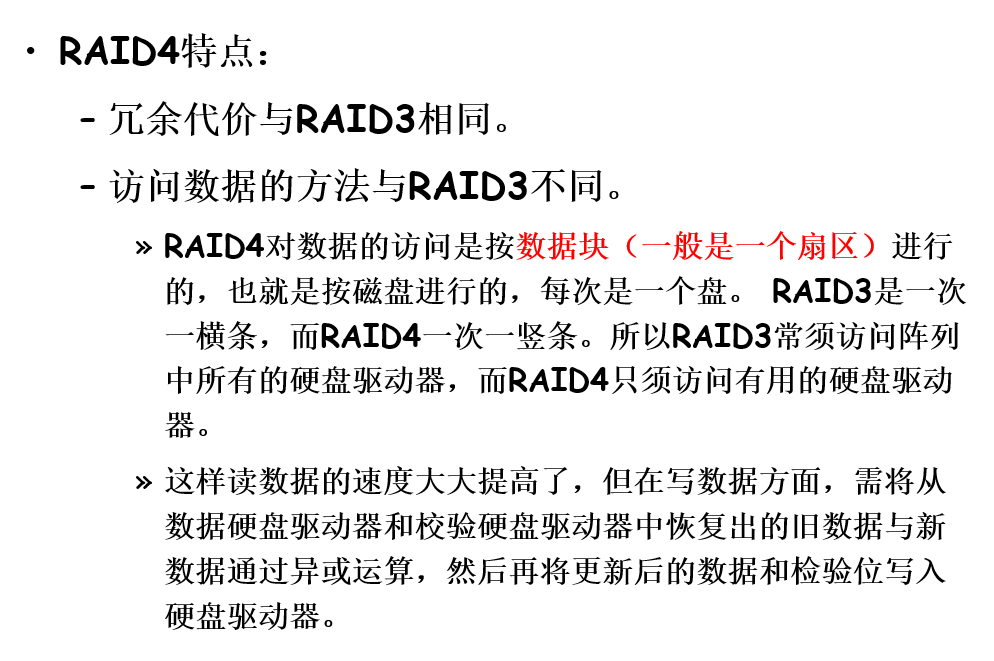 • RAID4特点：
– 冗余代价与RAID3相同。
– 访问数据的方法与RAID3不同。
» RAID4对数据的访问是按数据块（一般是一个扇区）进行
的，也就是按磁盘进行的，每次是一个盘。 RAID3是一次
一横条，而RAID4一次一竖条。所以RAID3常须访问阵列
中所有的硬盘驱动器，而RAID4只须访问有用的硬盘驱动
器。
» 这样读数据的速度大大提高了，但在写数据方面，需将从
数据硬盘驱动器和校验硬盘驱动器中恢复出的旧数据与新
数据通过异或运算，然后再将更新后的数据和检验位写入
硬盘驱动器。